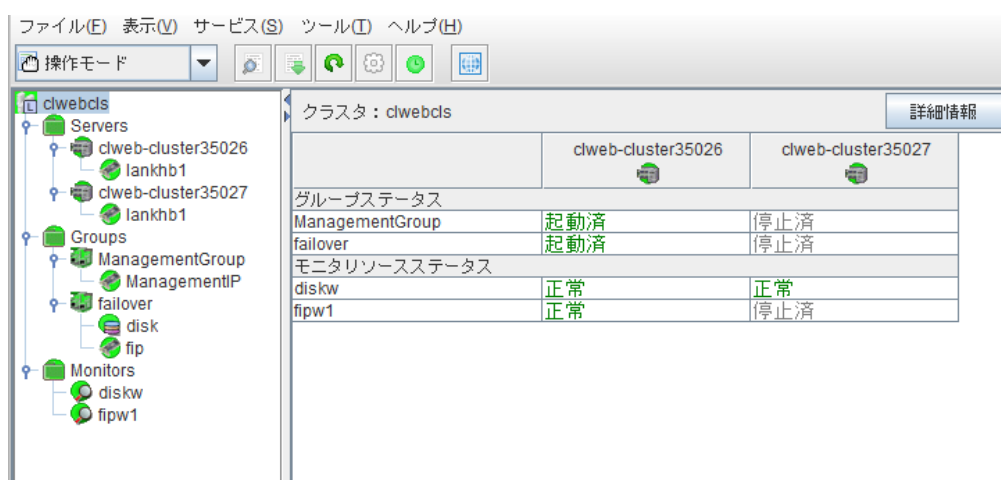 ファイル(F) 表示(V) サービス(S) ツール(T) ヘルプ(H)
操作モード
clwebcls
Servers
clweb-cluster35026
lankhb1
clweb-cluster35027
lankhb1
Groups
ManagementGroup
ManagementIP
failover
disk
fip
Monitors
diskw
fipw1
クラスタ：clwebcls
詳細情報
clweb-cluster35026 clweb-cluster35027
グループステータス
ManagementGroup 起動済 停止済
failover 起動済 停止済
モニタリソースステータス
diskw 正常 正常
fipw1 正常 停止済